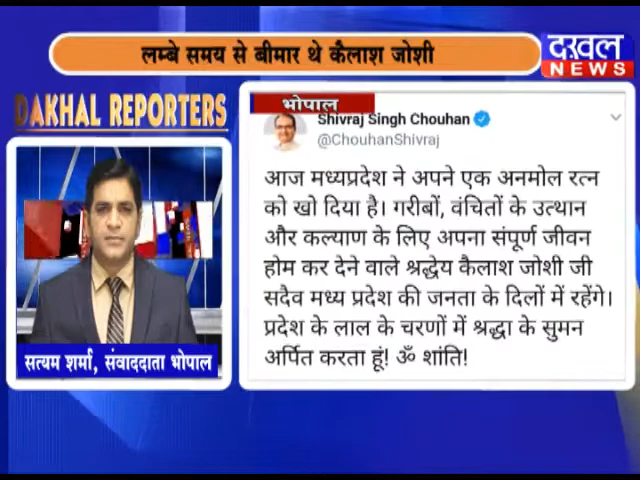 लम्बे समय से बीमार थे कैलाश जोशी
दख़ल
NEWS
DAKHAL REPORTERS
भोपाल
Shivraj Singh Chouhan
@ChouhanShivraj
आज मध्यप्रदेश ने अपने एक अनमोल रत्न
को खो दिया है। गरीबों, वंचितों के उत्थान
और कल्याण के लिए अपना संपूर्ण जीवन
होम कर देने वाले श्रद्धेय कैलाश जोशी जी
सदैव मध्य प्रदेश की जनता के दिलों में रहेंगे।
प्रदेश के लाल के चरणों में श्रद्धा के सुमन
अर्पित करता हूं! ॐ शांति!
सत्यम शर्मा, संवाददाता भोपाल